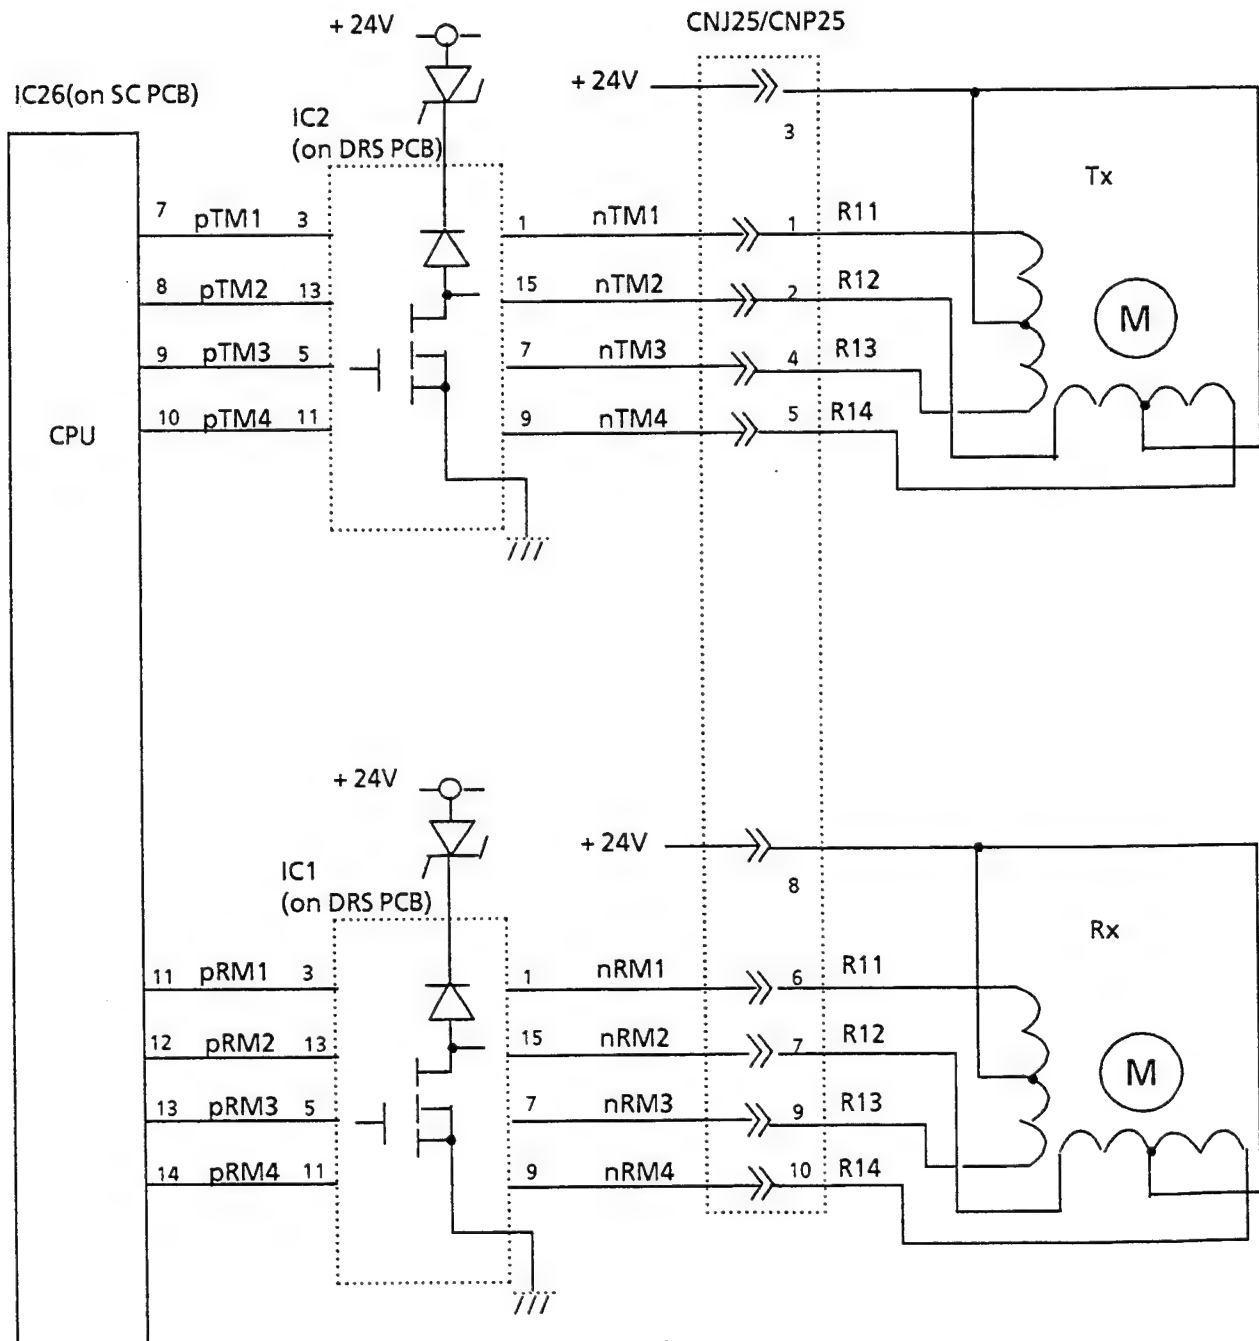 + 24V
CNJ25/CNP25
+ 24V
IC26(on SC PCB)
IC2
(on DRS PCB)
3
Tx
7 pTM1 3
1 nTM1 1 R11
8 pTM2 13
15 nTM2 2 R12
M
9 pTM3 5
7 nTM3 4 R13
CPU
10 pTM4 11
9 nTM4 5 R14
+ 24V
+ 24V
IC1
(on DRS PCB)
8
Rx
11 pRM1 3
1 nRM1 6 R11
12 pRM2 13
15 nRM2 7 R12
M
13 pRM3 5
7 nRM3 9 R13
14 pRM4 11
9 nRM4 10 R14